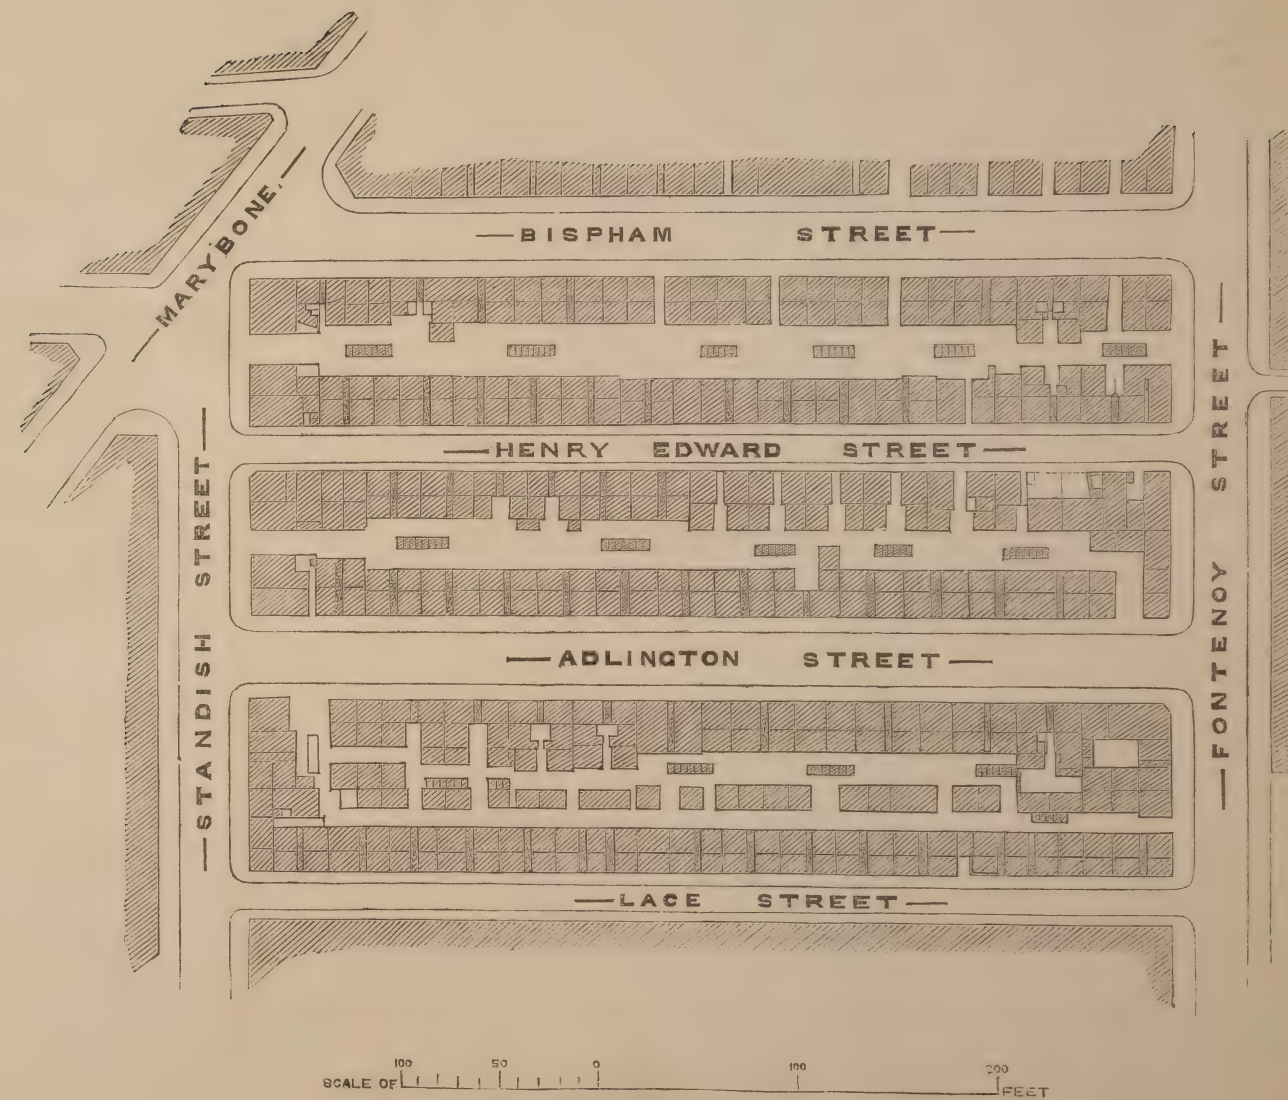 MARYBONE.
BISPHAM STREET
HENRY EDWARD STREET
STANDISH STREET
FONTENOY STREET
ADLINGTON STREET
LACE STREET
100 50 0 100 200
SCALE OF FEET